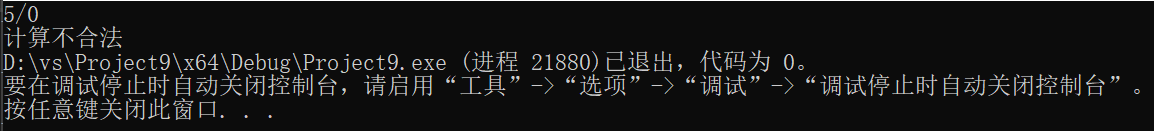 5/0
计算不合法
D:\vs\Project9\x64\Debug\Project9.exe (进程 21880)已退出，代码为 0。
要在调试停止时自动关闭控制台，请启用“工具”->“选项”->“调试”->“调试停止时自动关闭控制台”。
按任意键关闭此窗口. . .